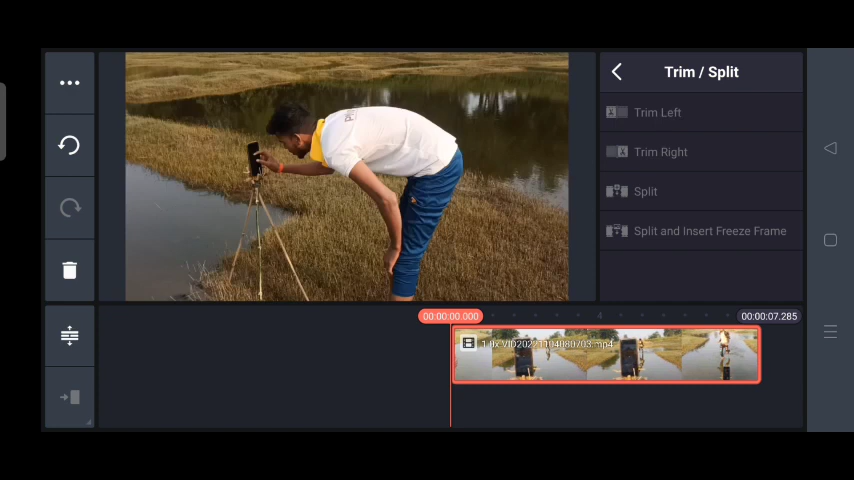 Trim / Split
Trim Left
Trim Right
Split
Split and Insert Freeze Frame
00:00:00.000
4
00:00:07.285